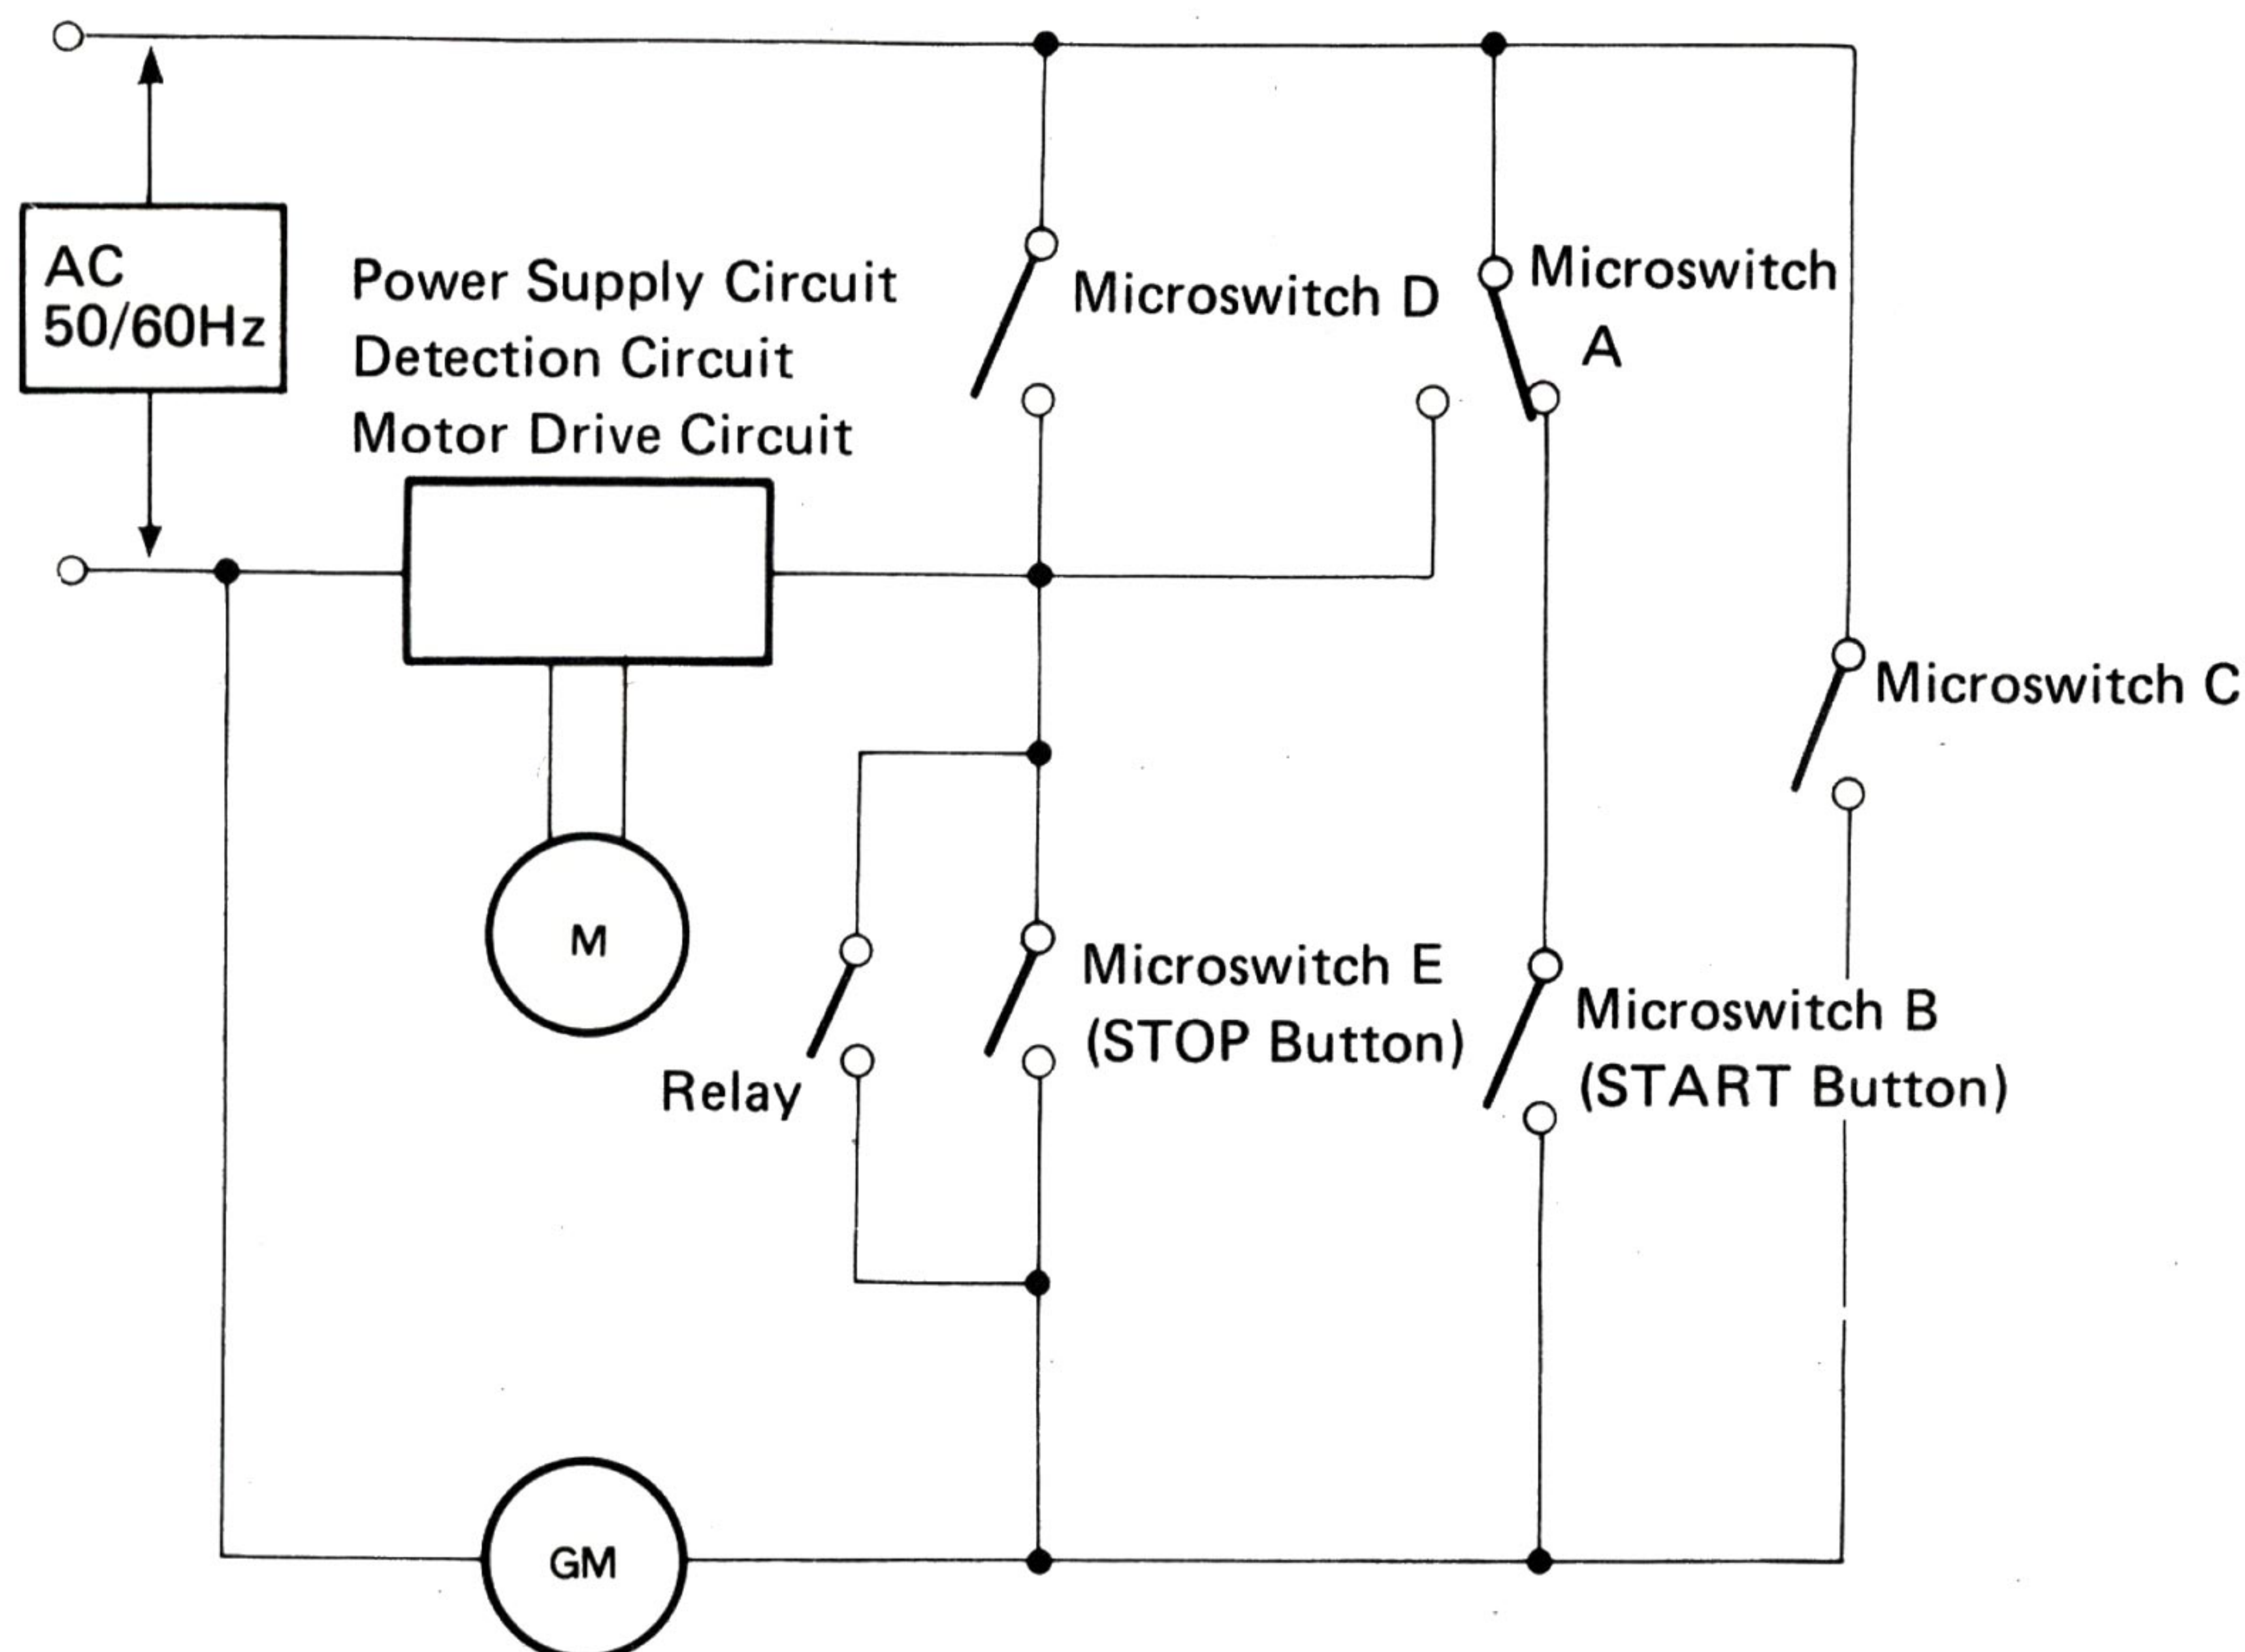 AC
50/60Hz
Power Supply Circuit
Detection Circuit
Motor Drive Circuit
Microswitch D
Microswitch
A
Microswitch C
M
Microswitch E
(STOP Button)
Relay
Microswitch B
(START Button)
GM